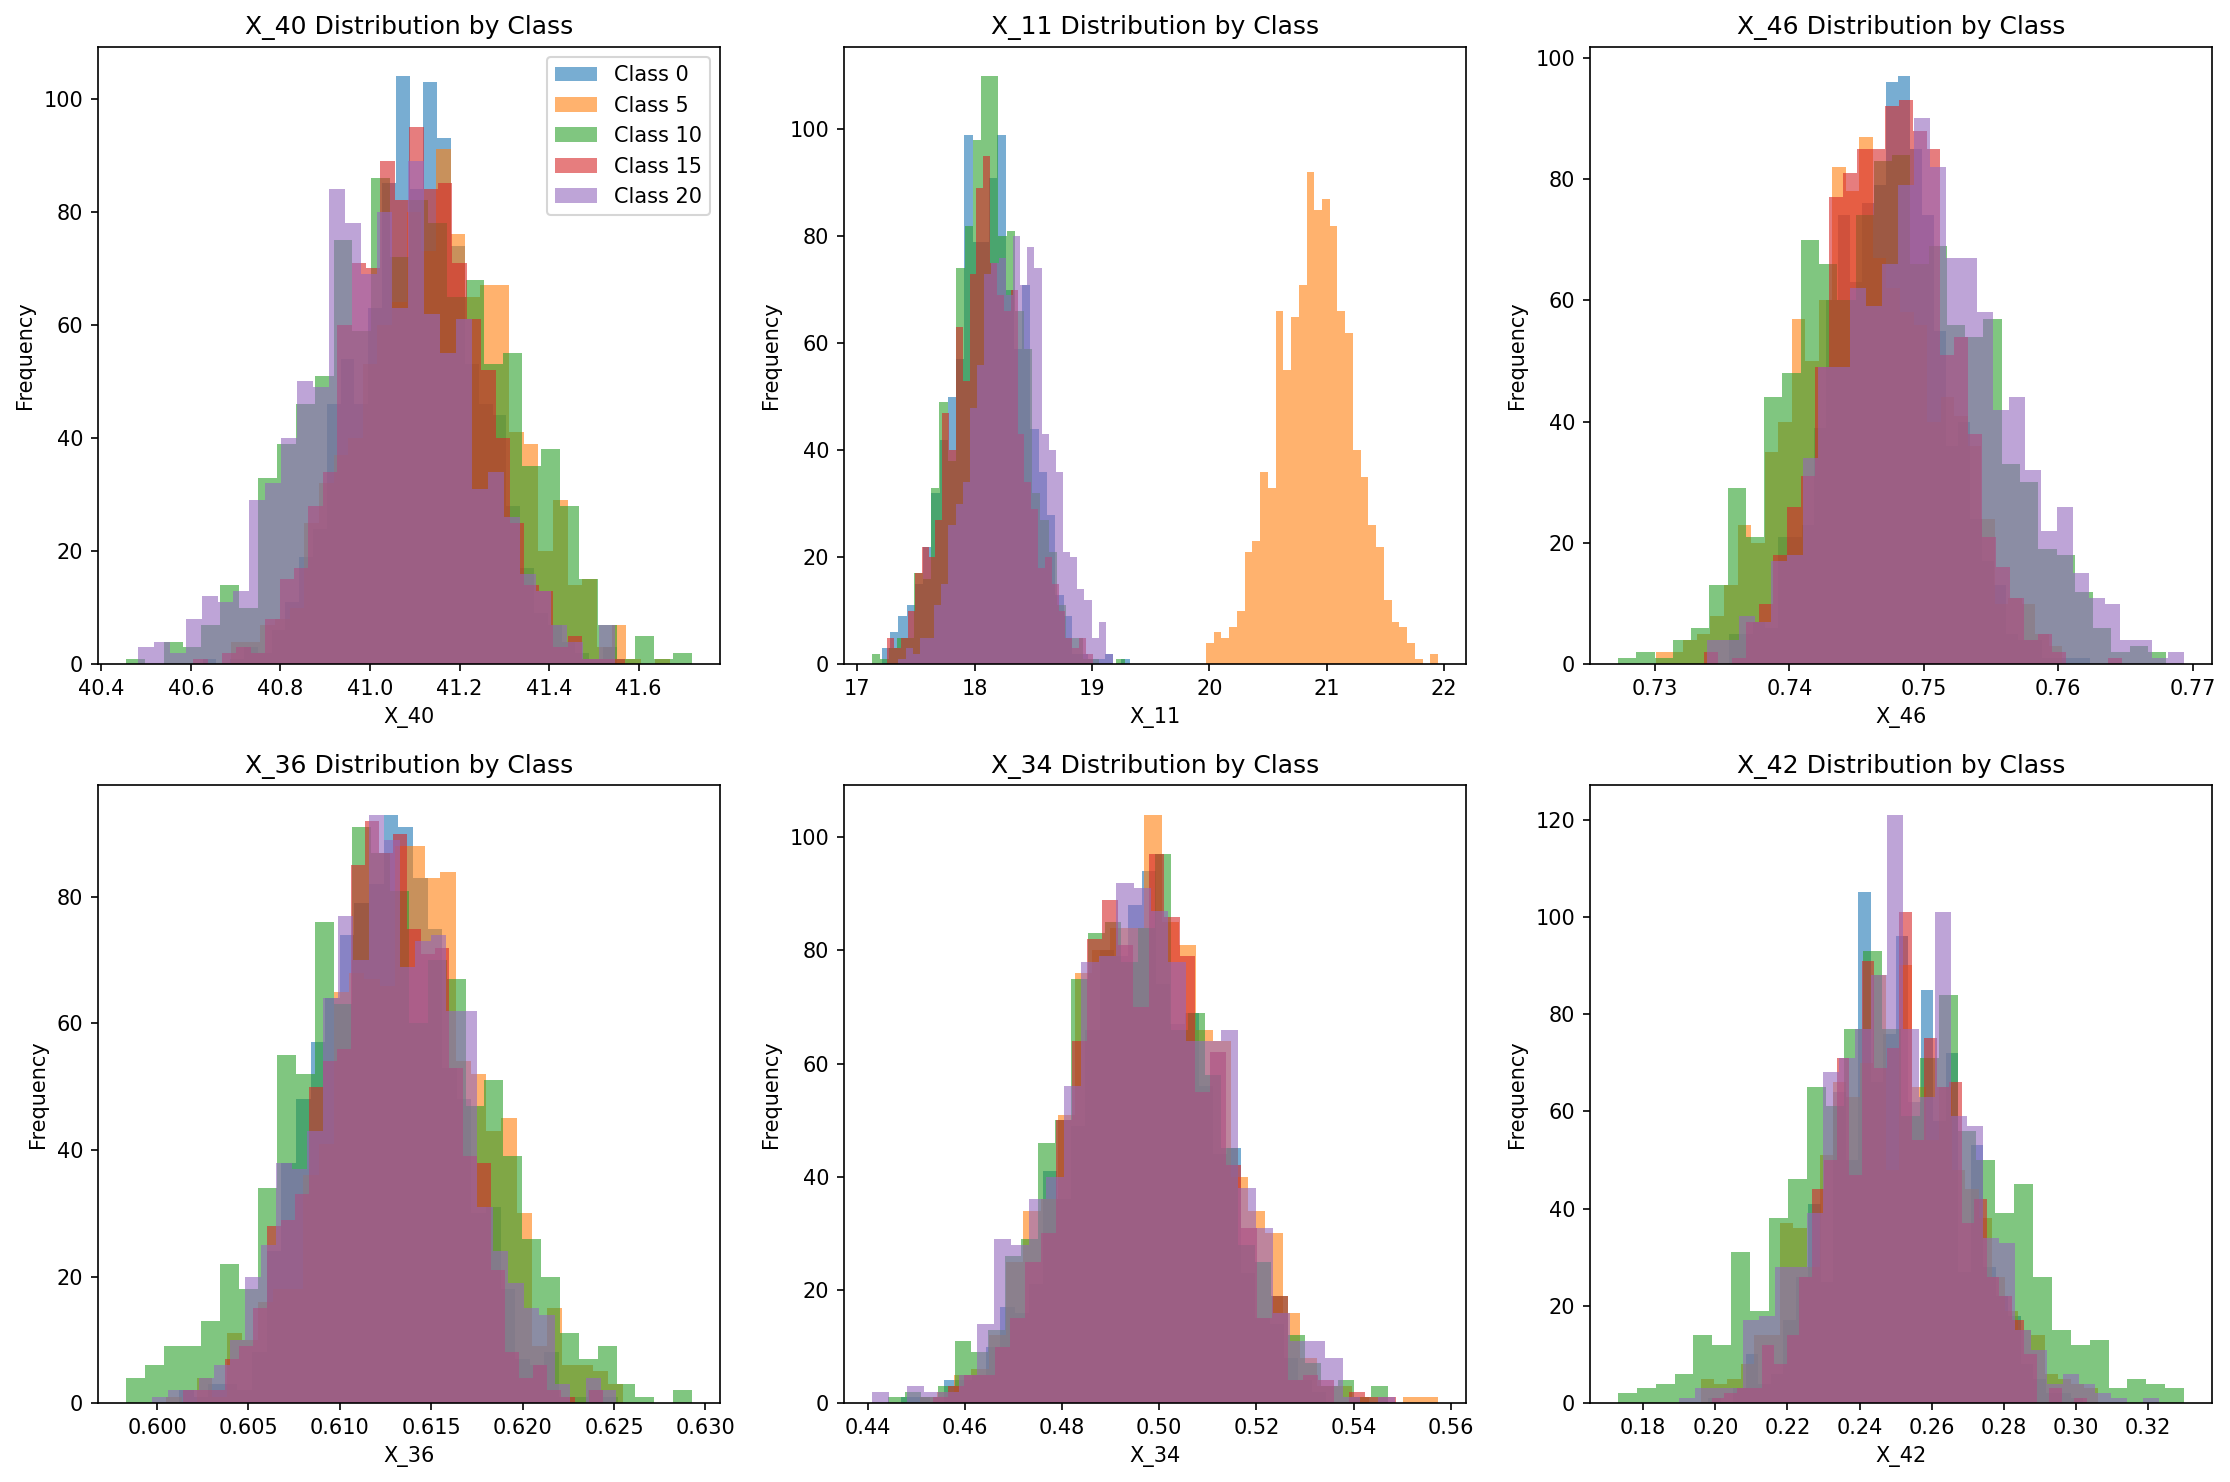 X_40 Distribution by Class
Frequency
100
80
60
40
20
0
Class 0
Class 5
Class 10
Class 15
Class 20
40.4 40.6 40.8 41.0 41.2 41.4 41.6
X_40
X_11 Distribution by Class
Frequency
100
80
60
40
20
0
17 18 19 20 21 22
X_11
X_46 Distribution by Class
Frequency
100
80
60
40
20
0
0.73 0.74 0.75 0.76 0.77
X_46
X_36 Distribution by Class
Frequency
80
60
40
20
0
0.600 0.605 0.610 0.615 0.620 0.625 0.630
X_36
X_34 Distribution by Class
Frequency
100
80
60
40
20
0
0.44 0.46 0.48 0.50 0.52 0.54 0.56
X_34
X_42 Distribution by Class
Frequency
120
100
80
60
40
20
0
0.18 0.20 0.22 0.24 0.26 0.28 0.30 0.32
X_42